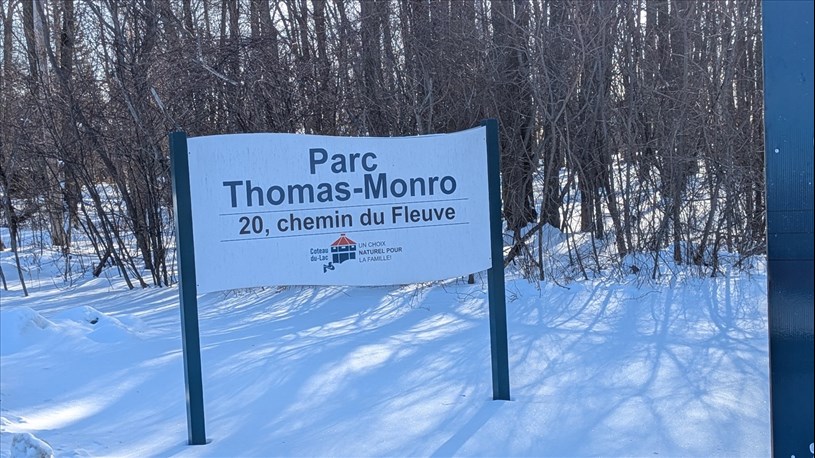 Parc
Thomas-Monro
20, chemin du Fleuve
Coteau
du-Lac
UN CHOIX
NATUREL POUR
LA FAMILLE!